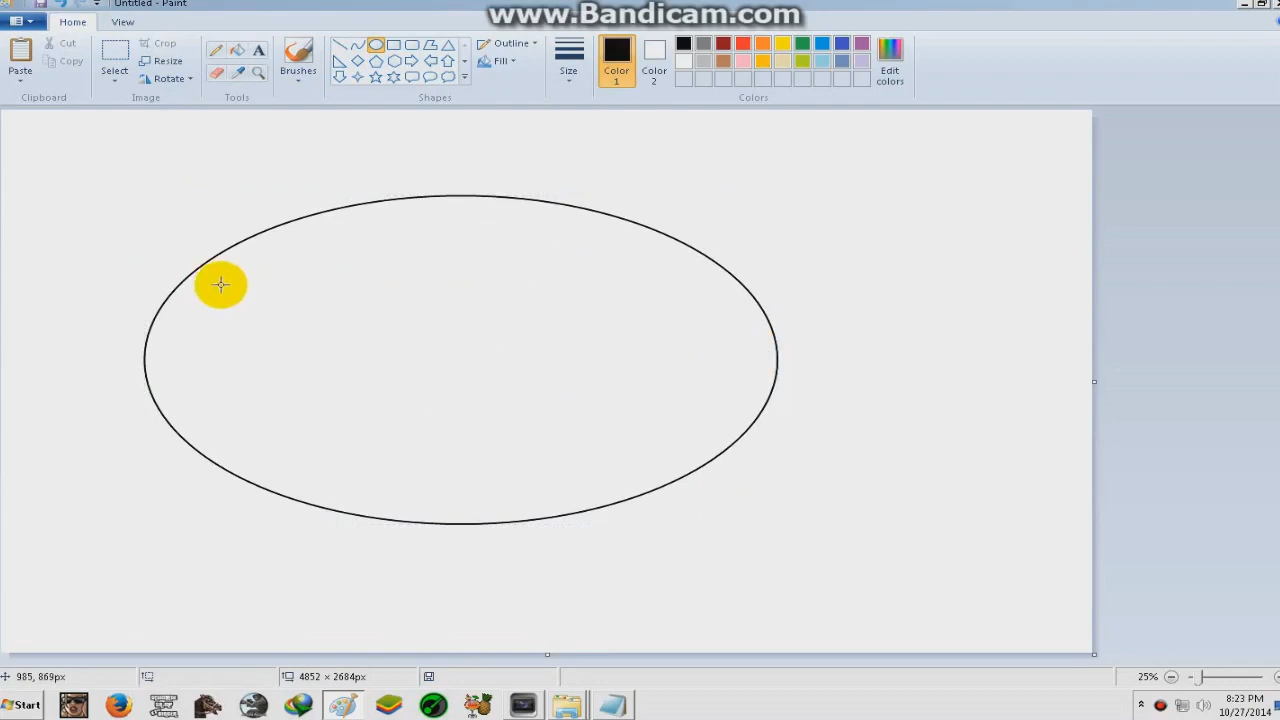 Untitled - Paint
www.Bandicam.com
Home View
Cut Crop Outline
Copy Resize Fill
Paste Select Rotate Brushes Size Color 1 Color 2 Edit colors
Clipboard Image Tools Shapes Colors
985, 869px 4852 × 2684px 25%
Start 8:23 PM
10/27/2014